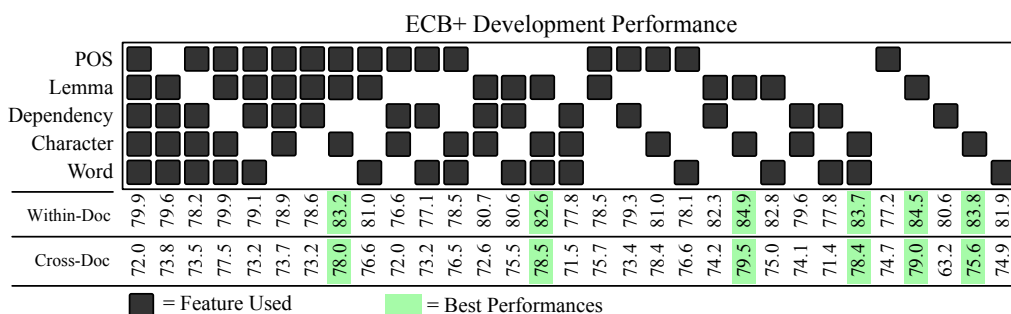 ECB+ Development Performance
POS
Lemma
Dependency
Character
Word
Within-Doc 79.9 79.6 78.2 79.9 79.1 78.9 78.6 83.2 81.0 76.6 77.1 78.5 80.7 80.6 82.6 77.8 78.5 79.3 81.0 78.1 82.3 84.9 82.8 79.6 77.8 83.7 77.2 84.5 80.6 83.8 81.9
Cross-Doc 72.0 73.8 73.5 77.5 73.2 73.7 73.2 78.0 76.6 72.0 73.2 76.5 72.6 75.5 78.5 71.5 75.7 73.4 78.4 76.6 74.2 79.5 75.0 74.1 71.4 78.4 74.7 79.0 63.2 75.6 74.9
= Feature Used = Best Performances